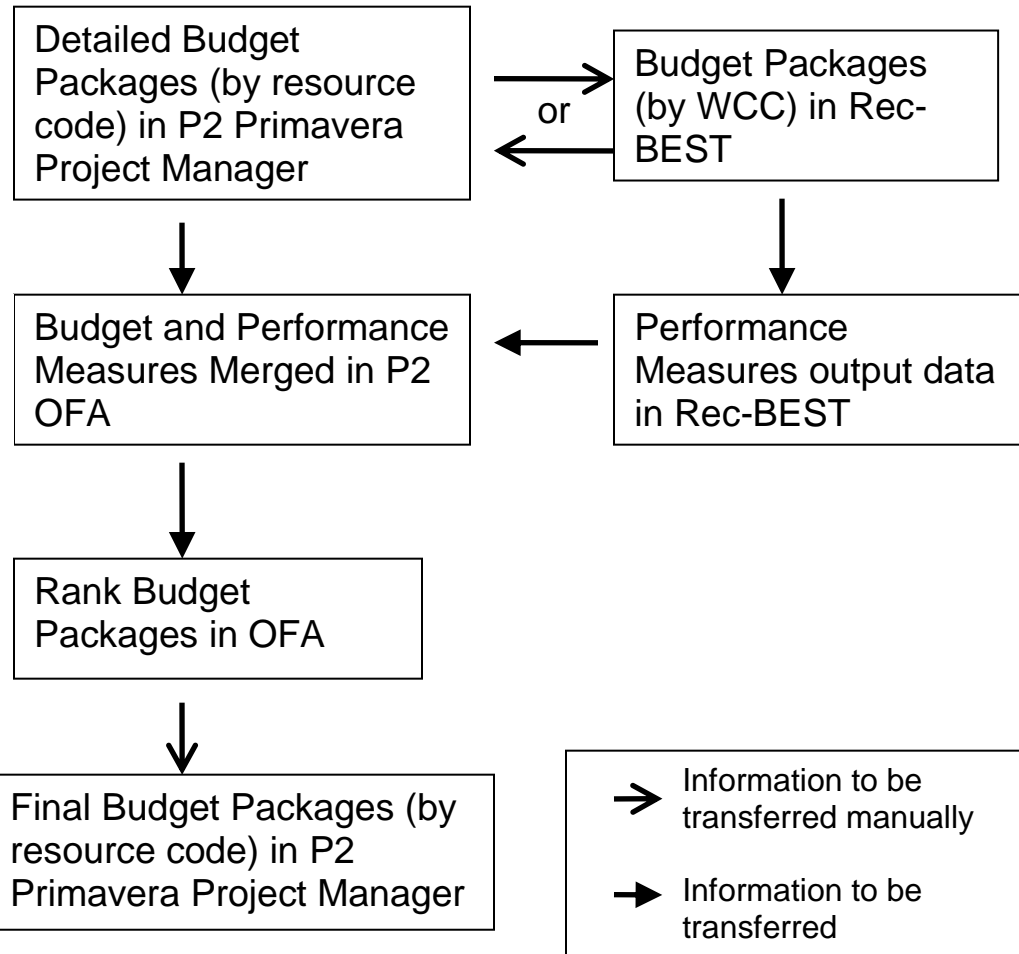 Detailed Budget
Packages (by resource
code) in P2 Primavera
Project Manager
or
Budget Packages
(by WCC) in Rec-
BEST
Budget and Performance
Measures Merged in P2
OFA
Performance
Measures output data
in Rec-BEST
Rank Budget
Packages in OFA
Final Budget Packages (by
resource code) in P2
Primavera Project Manager
Information to be
transferred manually
Information to be
transferred